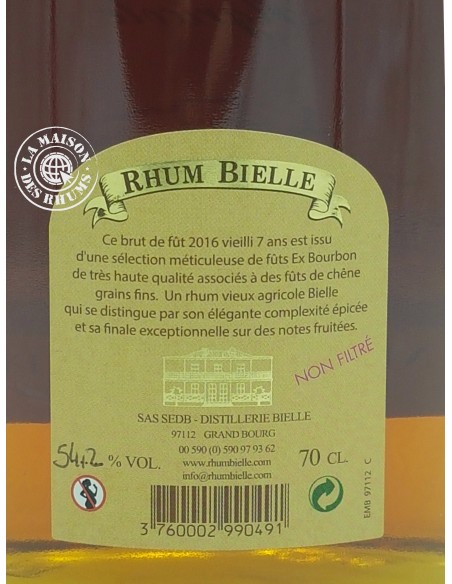 LA MAISON
DES RHUMS
RHUM BIELLE
Ce brut de fût 2016 vieilli 7 ans est issu
d'une sélection méticuleuse de fûts Ex Bourbon
de très haute qualité associés à des fûts de chêne
grains fins. Un rhum vieux agricole Bielle
qui se distingue par son élégante complexité épicée
et sa finale exceptionnelle sur des notes fruitées.
NON FILTRÉ
SAS SEDB - DISTILLERIE BIELLE
97112 GRAND BOURG
00 590 (0) 590 97 93 62
www.rhumbielle.com
info@rhumbielle.com
54,2 % VOL.
70 CL.
EMB 97112 C
3 760002 990491